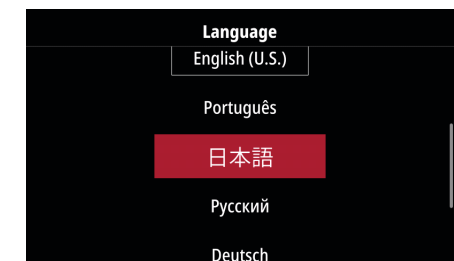 Language
English (U.S.)
Português
日本語
Русский
Deutsch